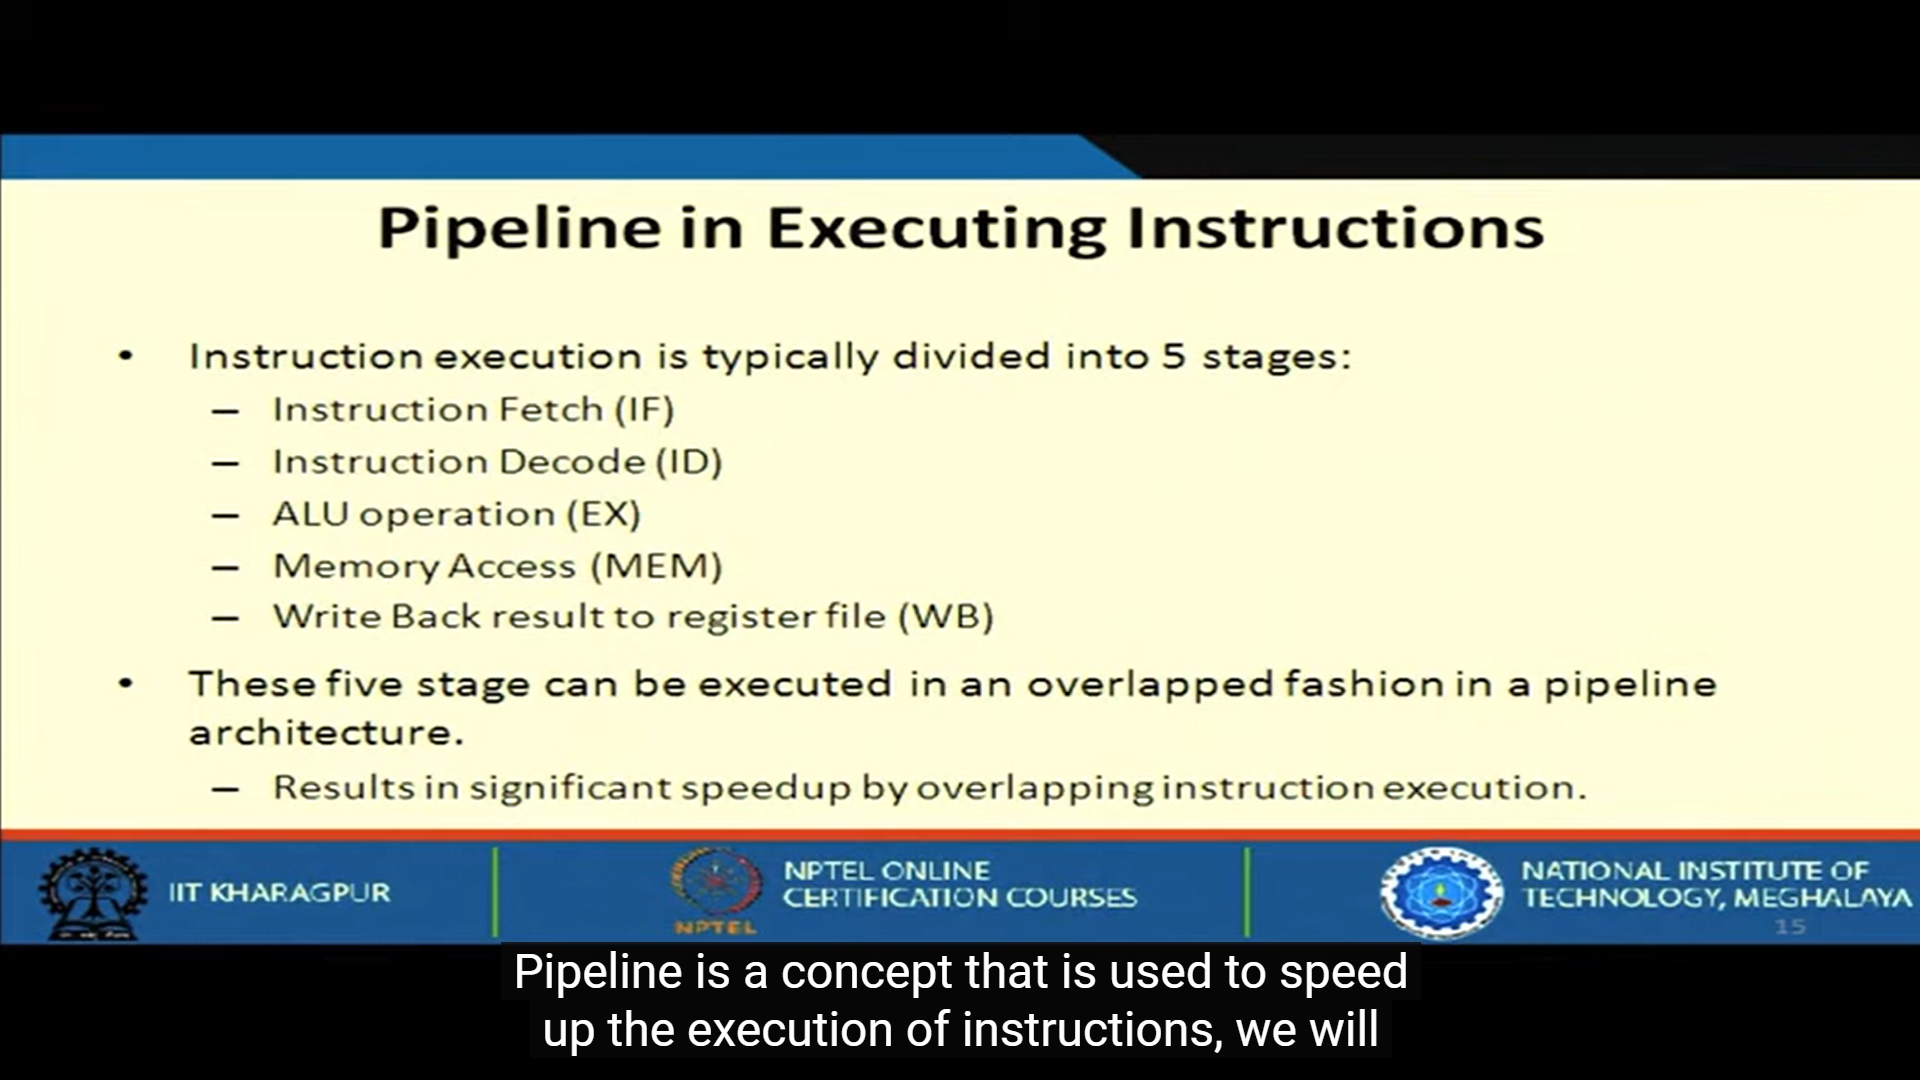 Pipeline in Executing Instructions
• Instruction execution is typically divided into 5 stages:
– Instruction Fetch (IF)
– Instruction Decode (ID)
– ALU operation (EX)
– Memory Access (MEM)
– Write Back result to register file (WB)
• These five stage can be executed in an overlapped fashion in a pipeline
architecture.
– Results in significant speedup by overlapping instruction execution.
IIT KHARAGPUR
NPTEL
NPTEL ONLINE
CERTIFICATION COURSES
NATIONAL INSTITUTE OF
TECHNOLOGY, MEGHALAYA
15
Pipeline is a concept that is used to speed
up the execution of instructions, we will